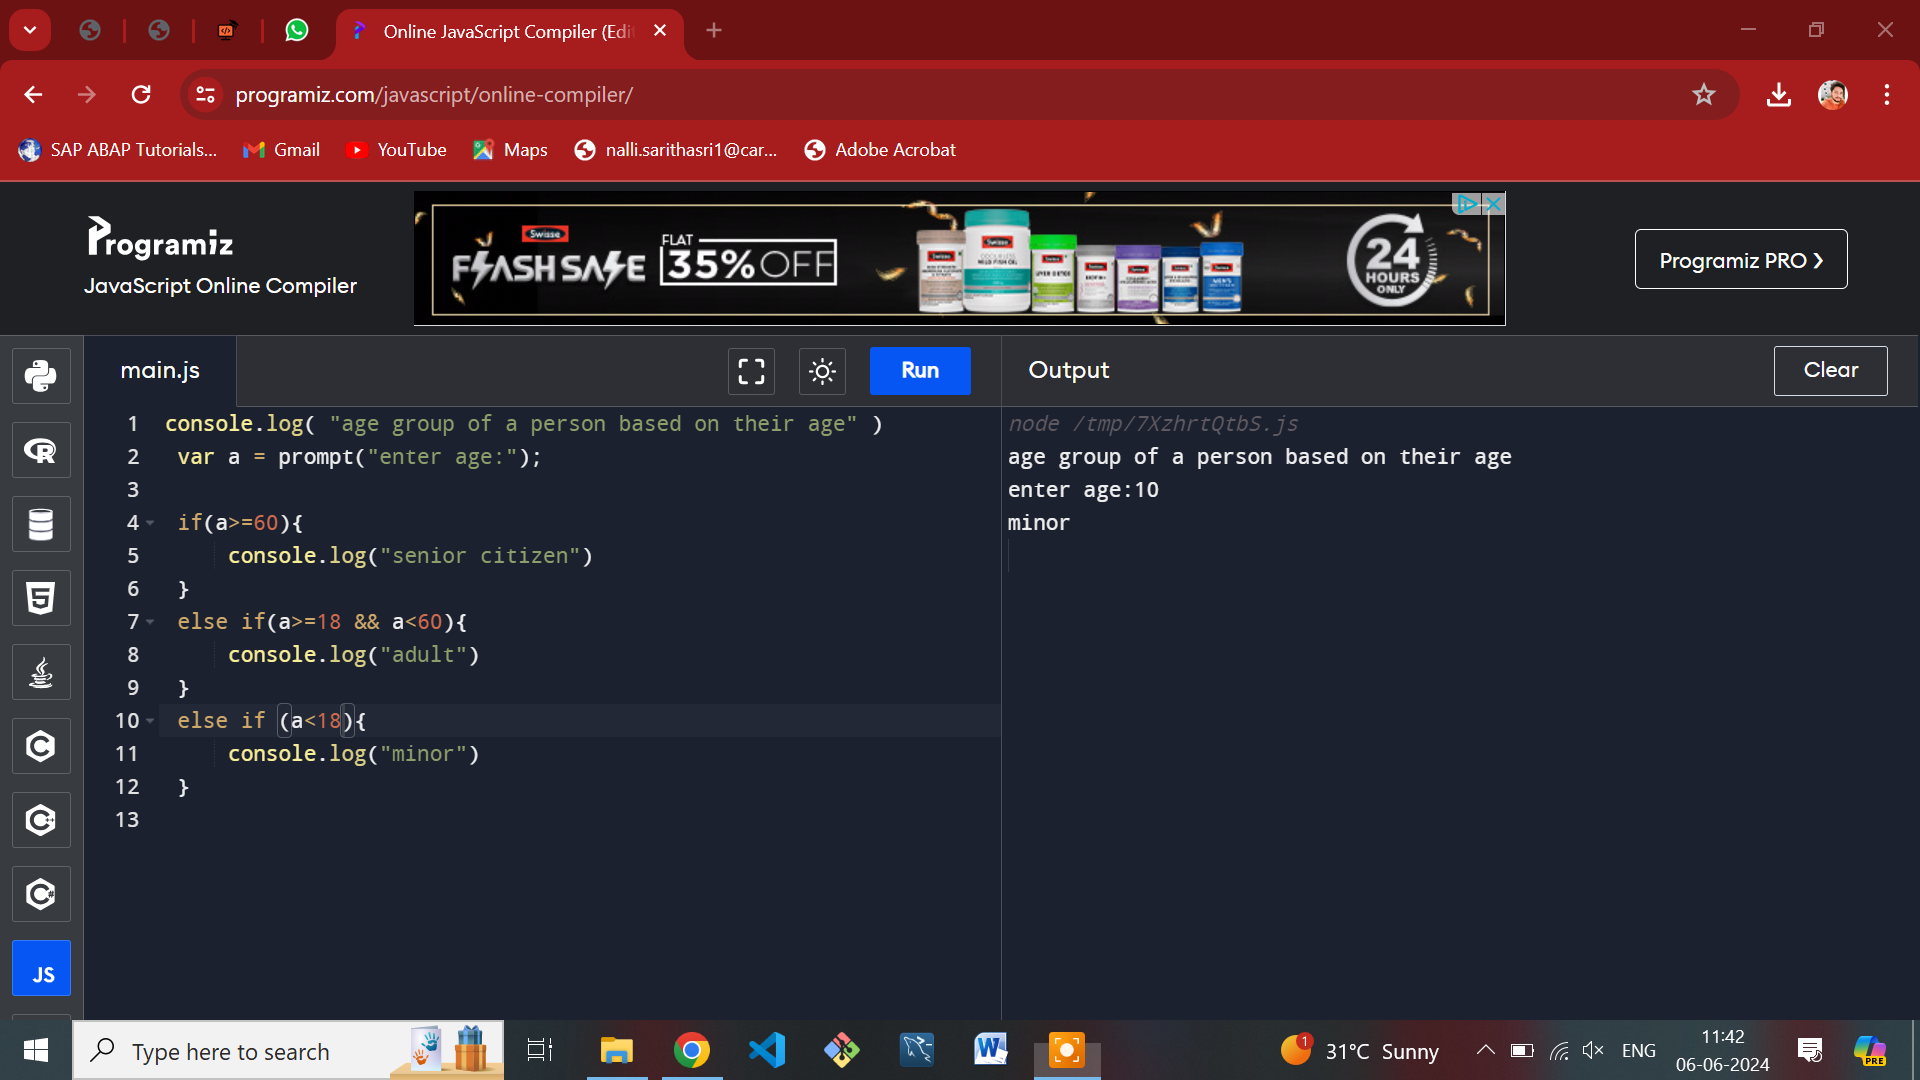 Online JavaScript Compiler (Edi
programiz.com/javascript/online-compiler/
SAP ABAP Tutorials...
Gmail
YouTube
Maps
nalli.sarithasri1@car...
Adobe Acrobat
Programiz
JavaScript Online Compiler
Swisse
FLASH SALE
FLAT
35% OFF
24
HOURS
ONLY
Programiz PRO ❯
main.js
Run
Output
Clear
1 console.log( "age group of a person based on their age" )
2 var a = prompt("enter age:");
3
4 if(a>=60){
5 console.log("senior citizen")
6 }
7 else if(a>=18 && a<60){
8 console.log("adult")
9 }
10 else if (a<18){
11 console.log("minor")
12 }
13
node /tmp/7XzhrtQtbS.js
age group of a person based on their age
enter age:10
minor
JS
Type here to search
1
31°C Sunny
ENG
11:42
06-06-2024
PRE